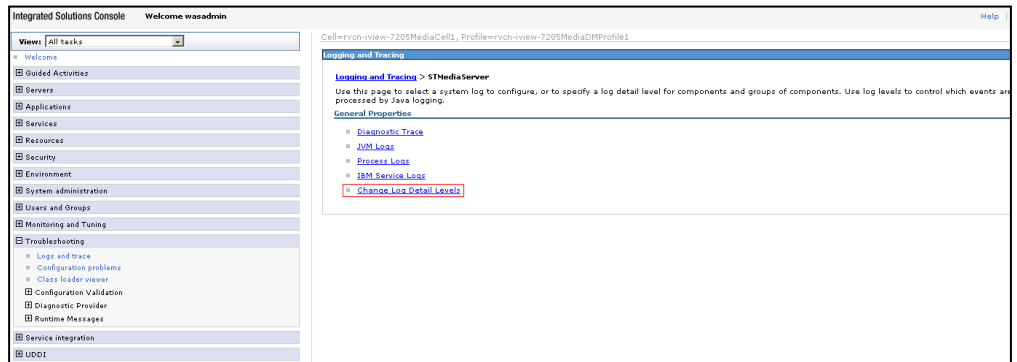 Integrated Solutions Console Welcome wasadmin Help
View: All tasks
Welcome
Guided Activities
Servers
Applications
Services
Resources
Security
Environment
System administration
Users and Groups
Monitoring and Tuning
Troubleshooting
Logs and trace
Configuration problems
Class loader viewer
Configuration Validation
Diagnostic Provider
Runtime Messages
Service integration
UDDI
Cell=rvcn-iview-7205MediaCell1, Profile=rvcn-iview-7205MediaDMProfile1
Logging and Tracing
Logging and Tracing > STMediaServer
Use this page to select a system log to configure, or to specify a log detail level for components and groups of components. Use log levels to control which events are
processed by Java logging.
General Properties
Diagnostic Trace
JVM Logs
Process Logs
IBM Service Logs
Change Log Detail Levels